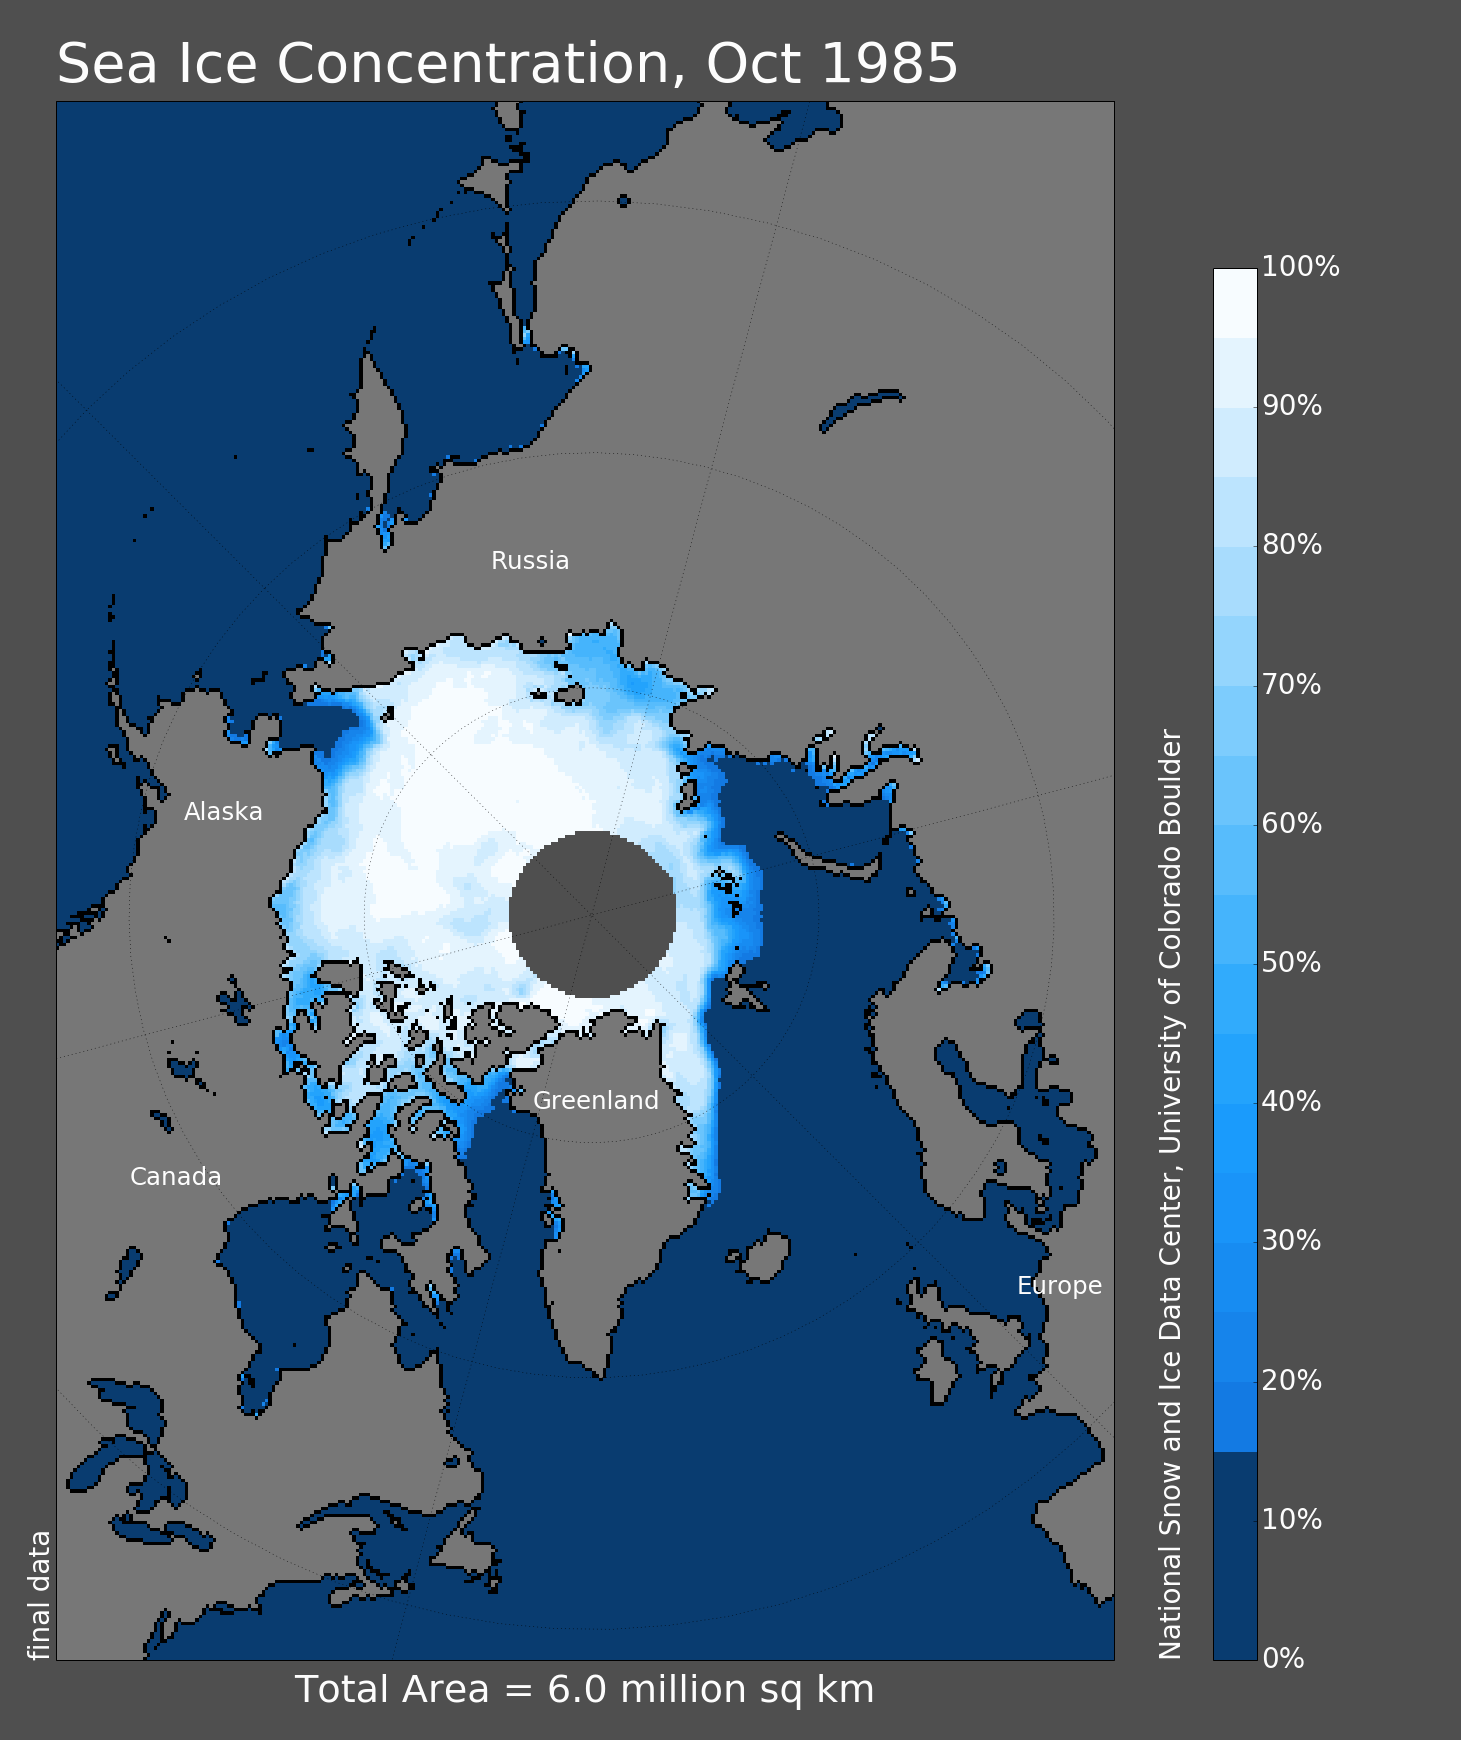 Sea Ice Concentration, Oct 1985
Russia
Alaska
Greenland
Canada
Europe
100%
90%
80%
70%
60%
50%
40%
30%
20%
10%
0%
National Snow and Ice Data Center, University of Colorado Boulder
final data
Total Area = 6.0 million sq km